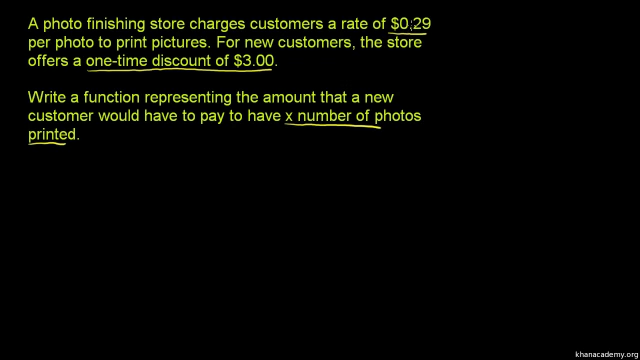 A photo finishing store charges customers a rate of $0.29
per photo to print pictures. For new customers, the store
offers a one-time discount of $3.00.
Write a function representing the amount that a new
customer would have to pay to have x number of photos
printed.
khanacademy.org